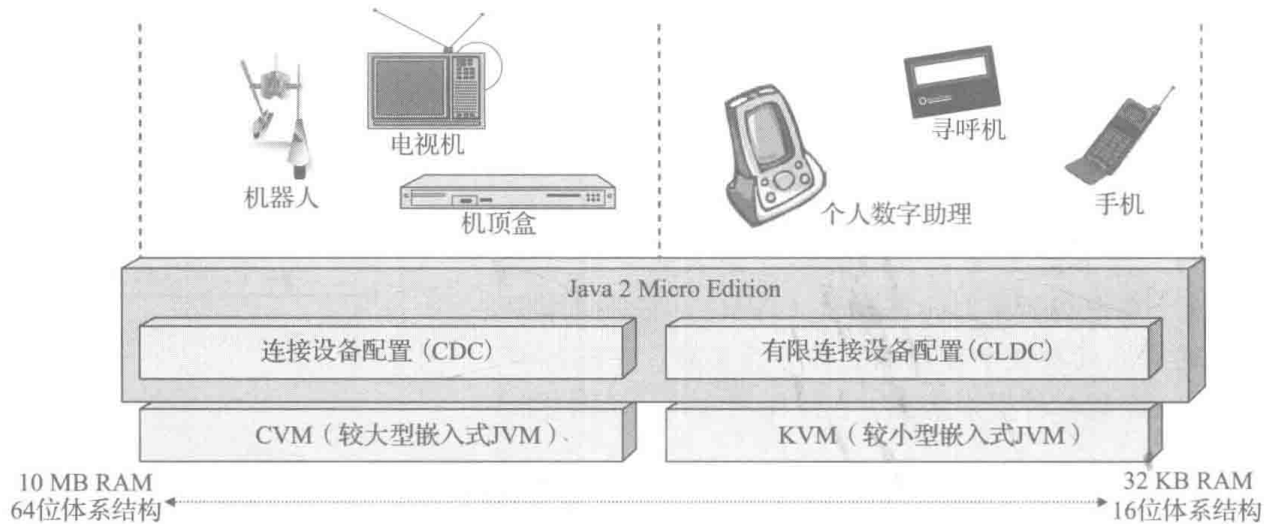 电视机
寻呼机
机器人
机顶盒
个人数字助理
手机
Java 2 Micro Edition
连接设备配置(CDC)
有限连接设备配置(CLDC)
CVM(较大型嵌入式JVM)
KVM(较小型嵌入式JVM)
10 MB RAM
64位体系结构
32 KB RAM
16位体系结构